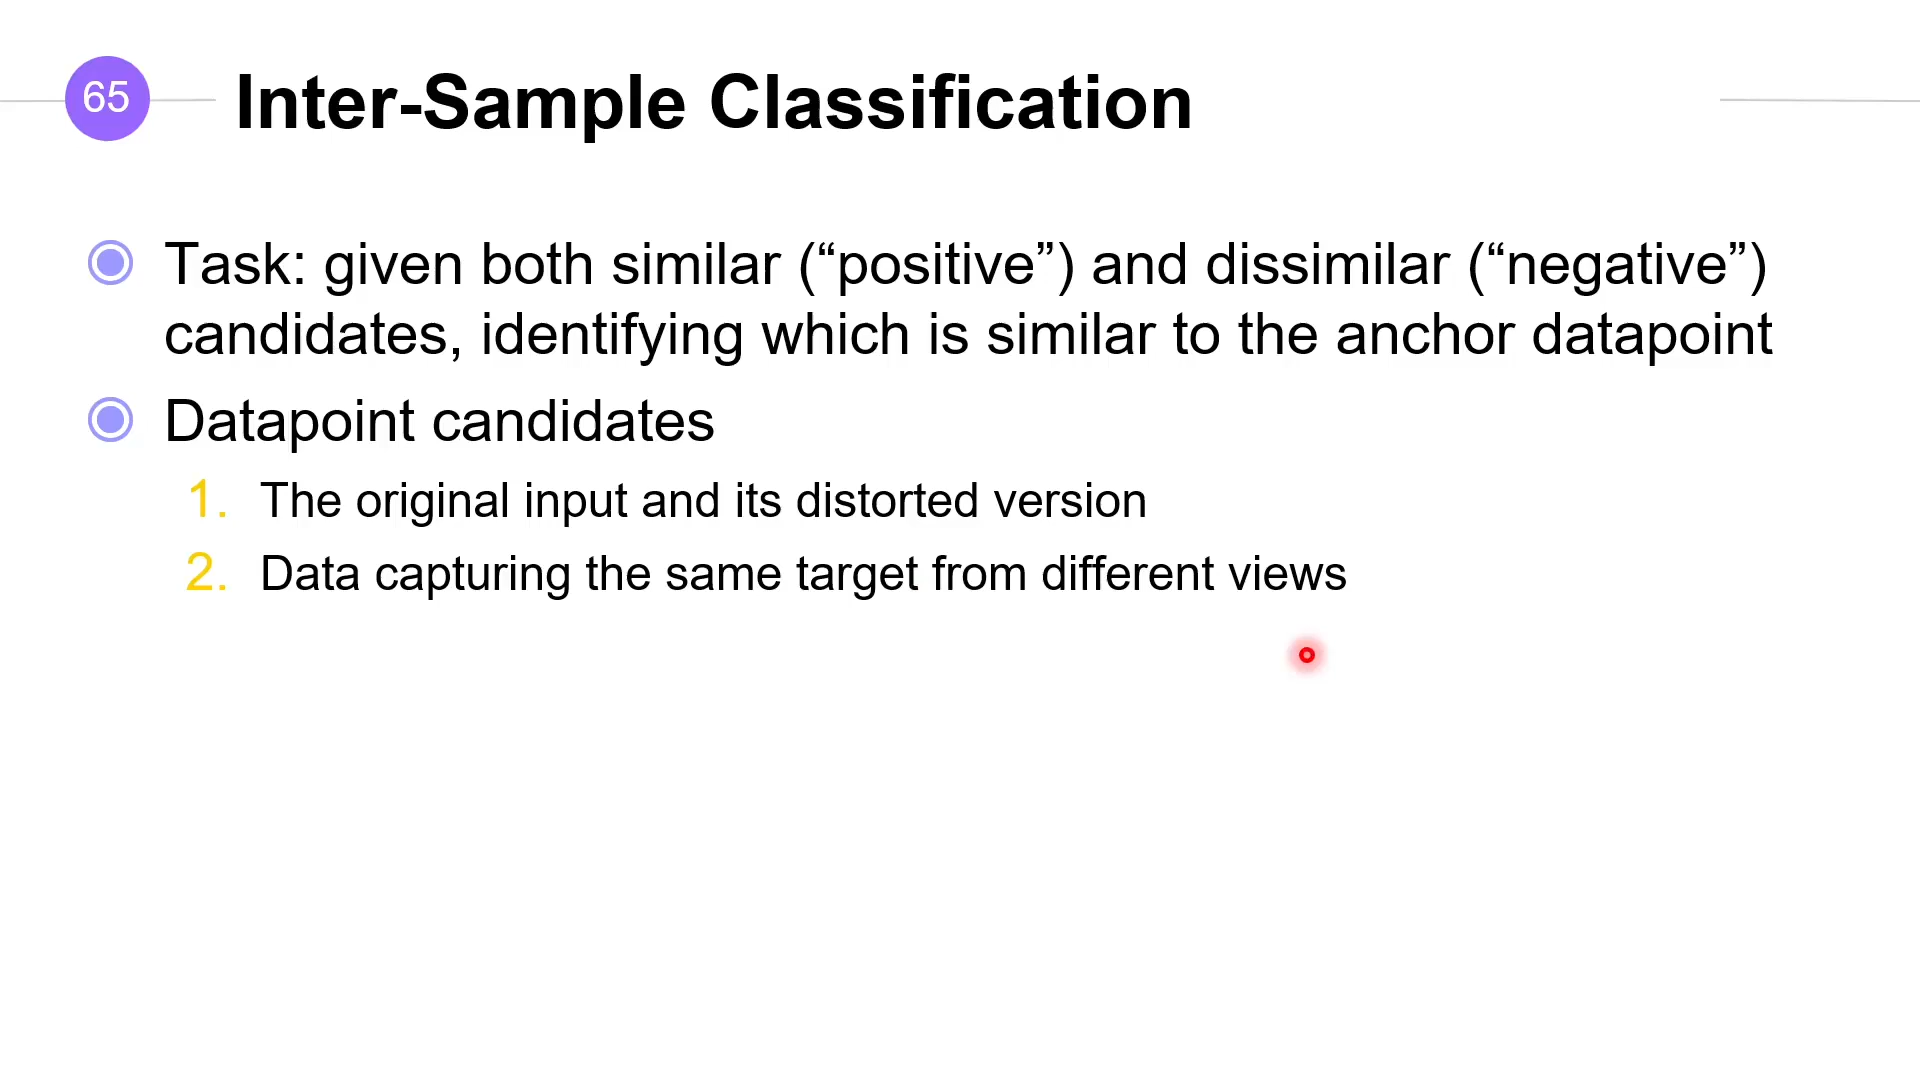 65
Inter-Sample Classification
Task: given both similar (“positive”) and dissimilar (“negative”)
candidates, identifying which is similar to the anchor datapoint
Datapoint candidates
1. The original input and its distorted version
2. Data capturing the same target from different views